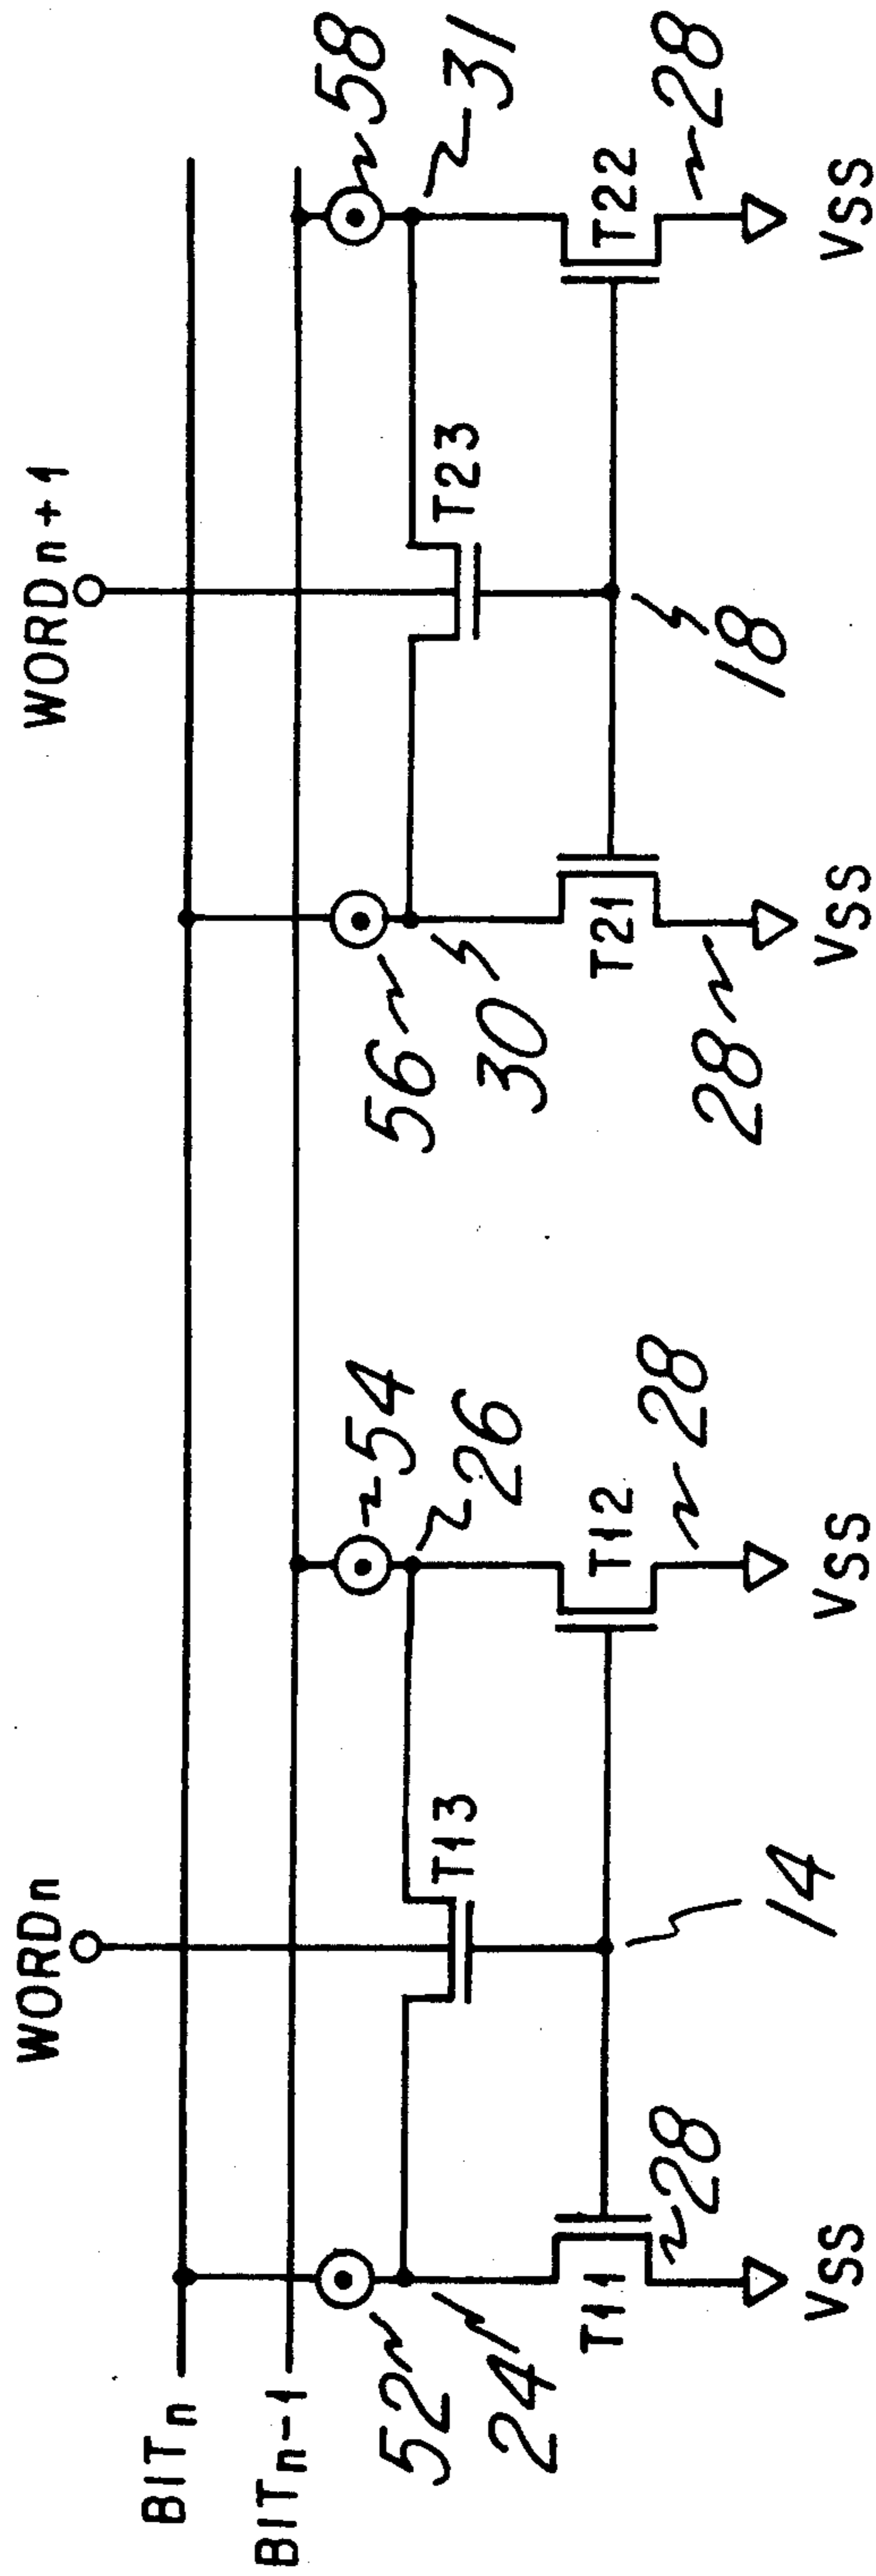 WORDn
WORDn+1
BITn
BITn-1
52
24
54
26
56
30
58
31
T13
T23
T11
T12
T21
T22
28
28
28
28
14
18
VSS
VSS
VSS
VSS